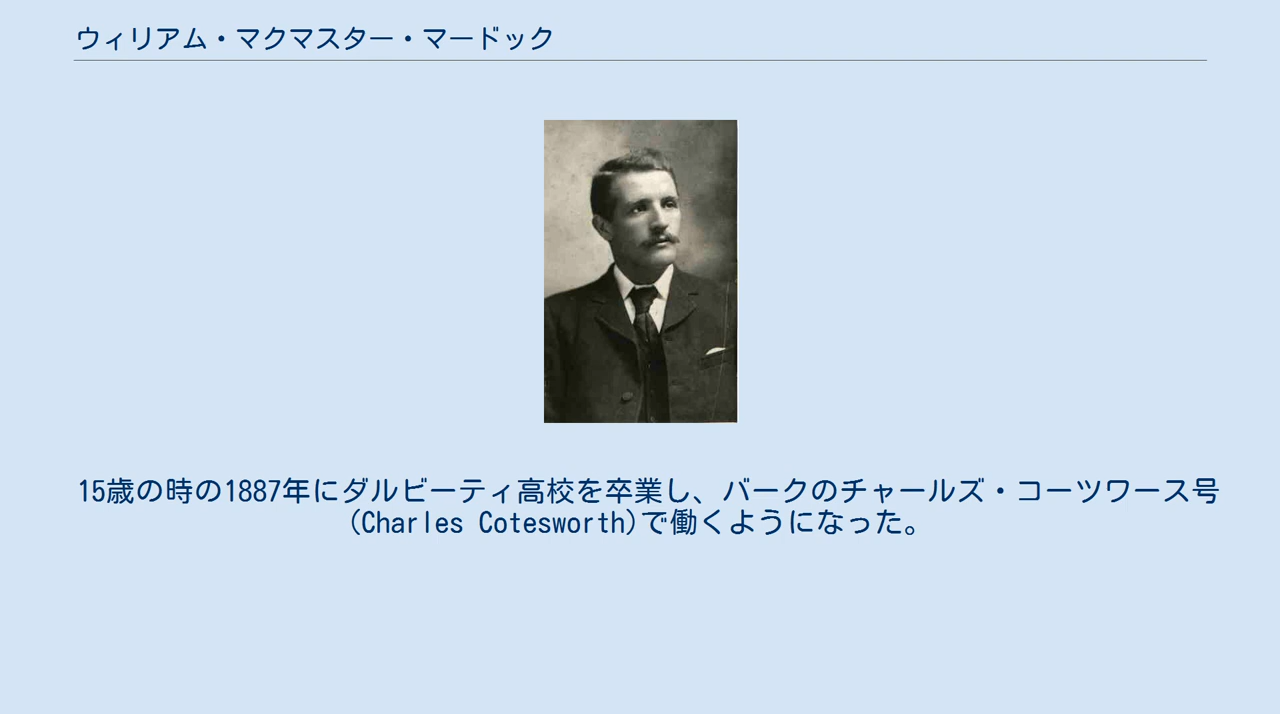 ウィリアム・マクマスター・マードック
15歳の時の1887年にダルビーティ高校を卒業し、バークのチャールズ・コーツワース号
(Charles Cotesworth)で働くようになった。